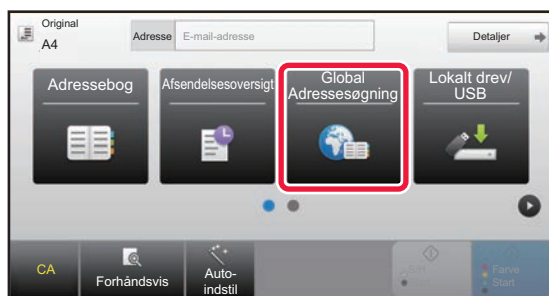 Original
A4
Adresse
E-mail-adresse
Detaljer
Adressebog
Afsendelsesoversigt
Global
Adressesøgning
Lokalt drev/
USB
CA
Forhåndsvis
Auto-
indstil
Farve
Start